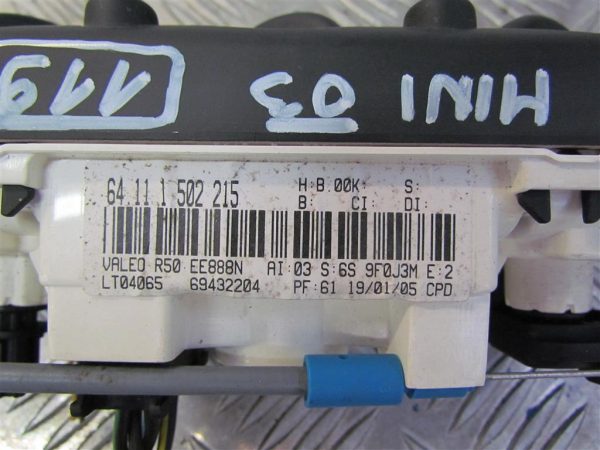 MINI 03 119
64.11 1 502 215 H:B.00K: S:
B: CI: DI:
VALEO R50 EE888N AI:03 S:6S 9F0J3M E:2
LT04065 69432204 PF:61 19/01/05 CPD